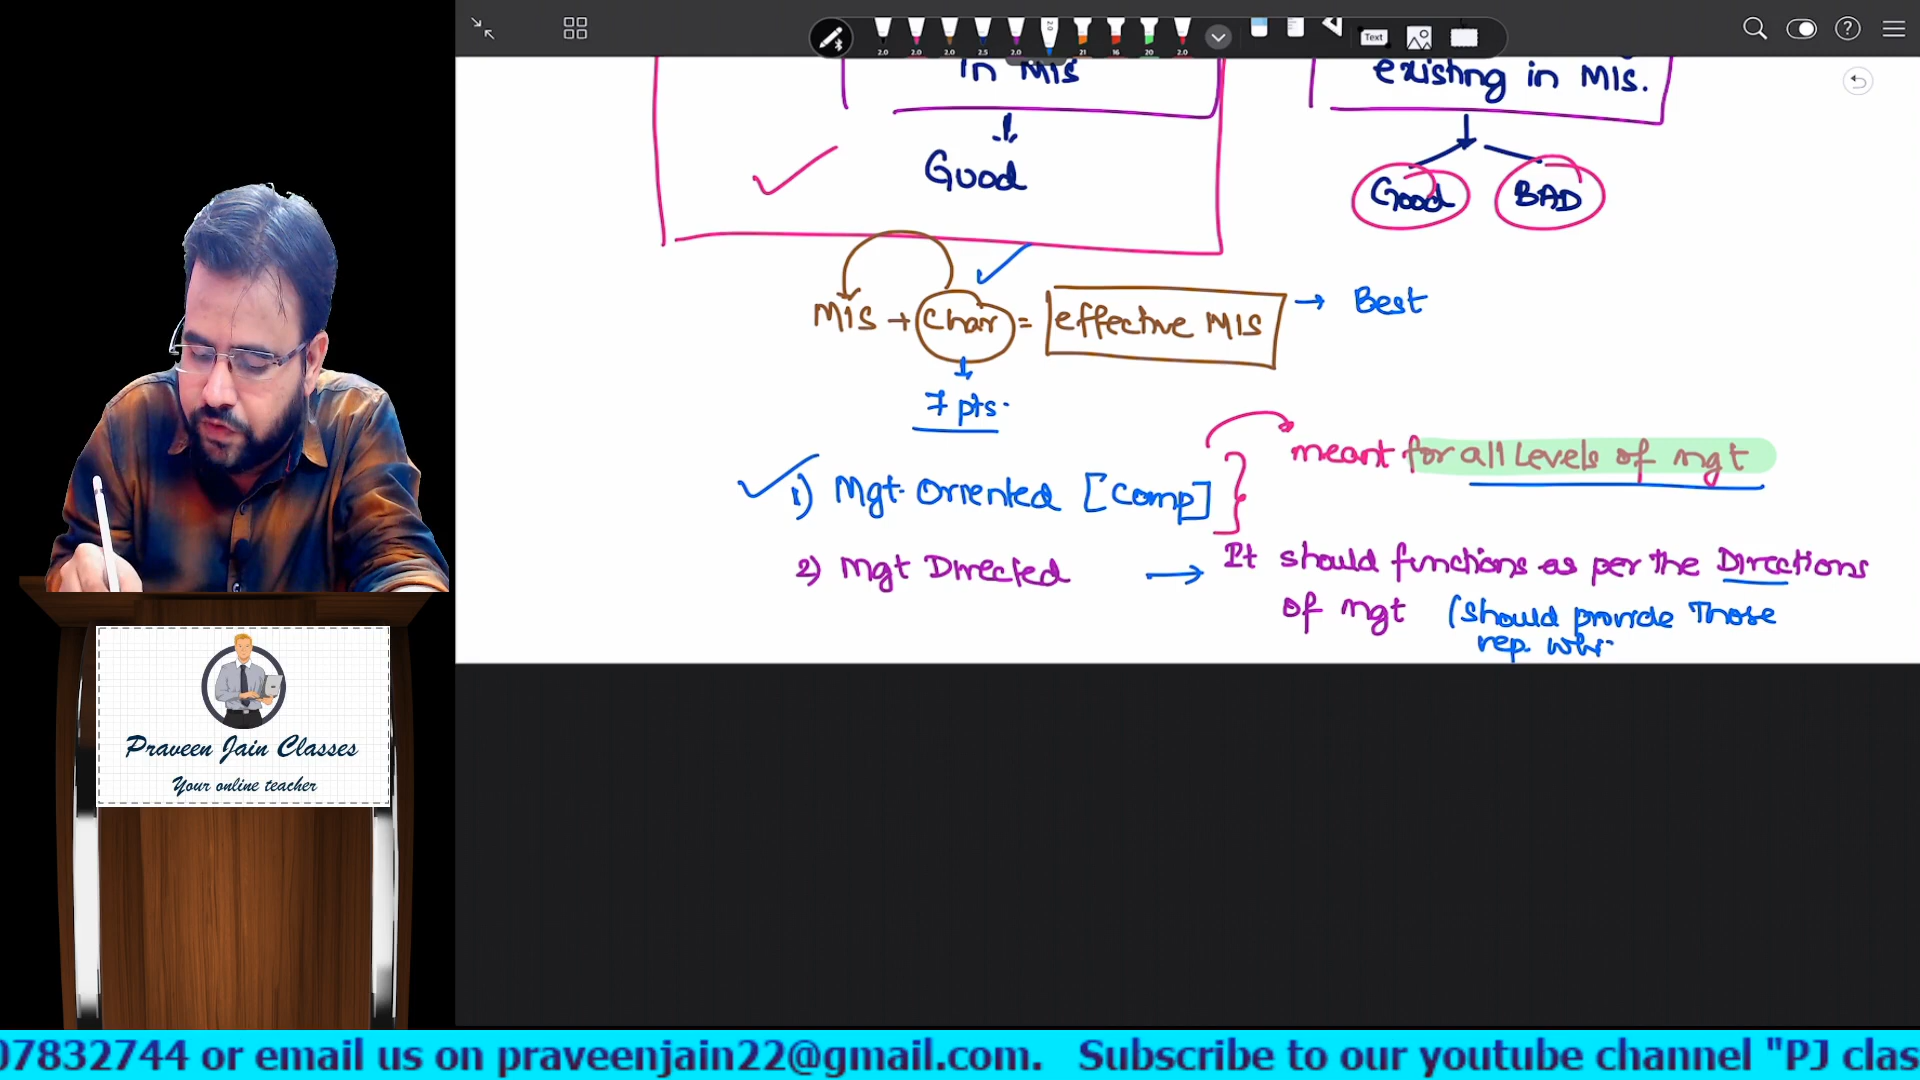 Text
2.0 2.0 2.0 2.5 2.0 2.0 21 16 20 2.0
in MIS
existing in MIS.
Good
Good BAD
MIS + Char = effective MIS → Best
7 pts.
meant for all Levels of mgt
1) Mgt. Oriented [Comp]
2) Mgt Directed → It should functions as per the Directions
of mgt (Should provide Those
rep.
Praveen Jain Classes
Your online teacher
07832744 or email us on praveenjain22@gmail.com. Subscribe to our youtube channel "PJ clas